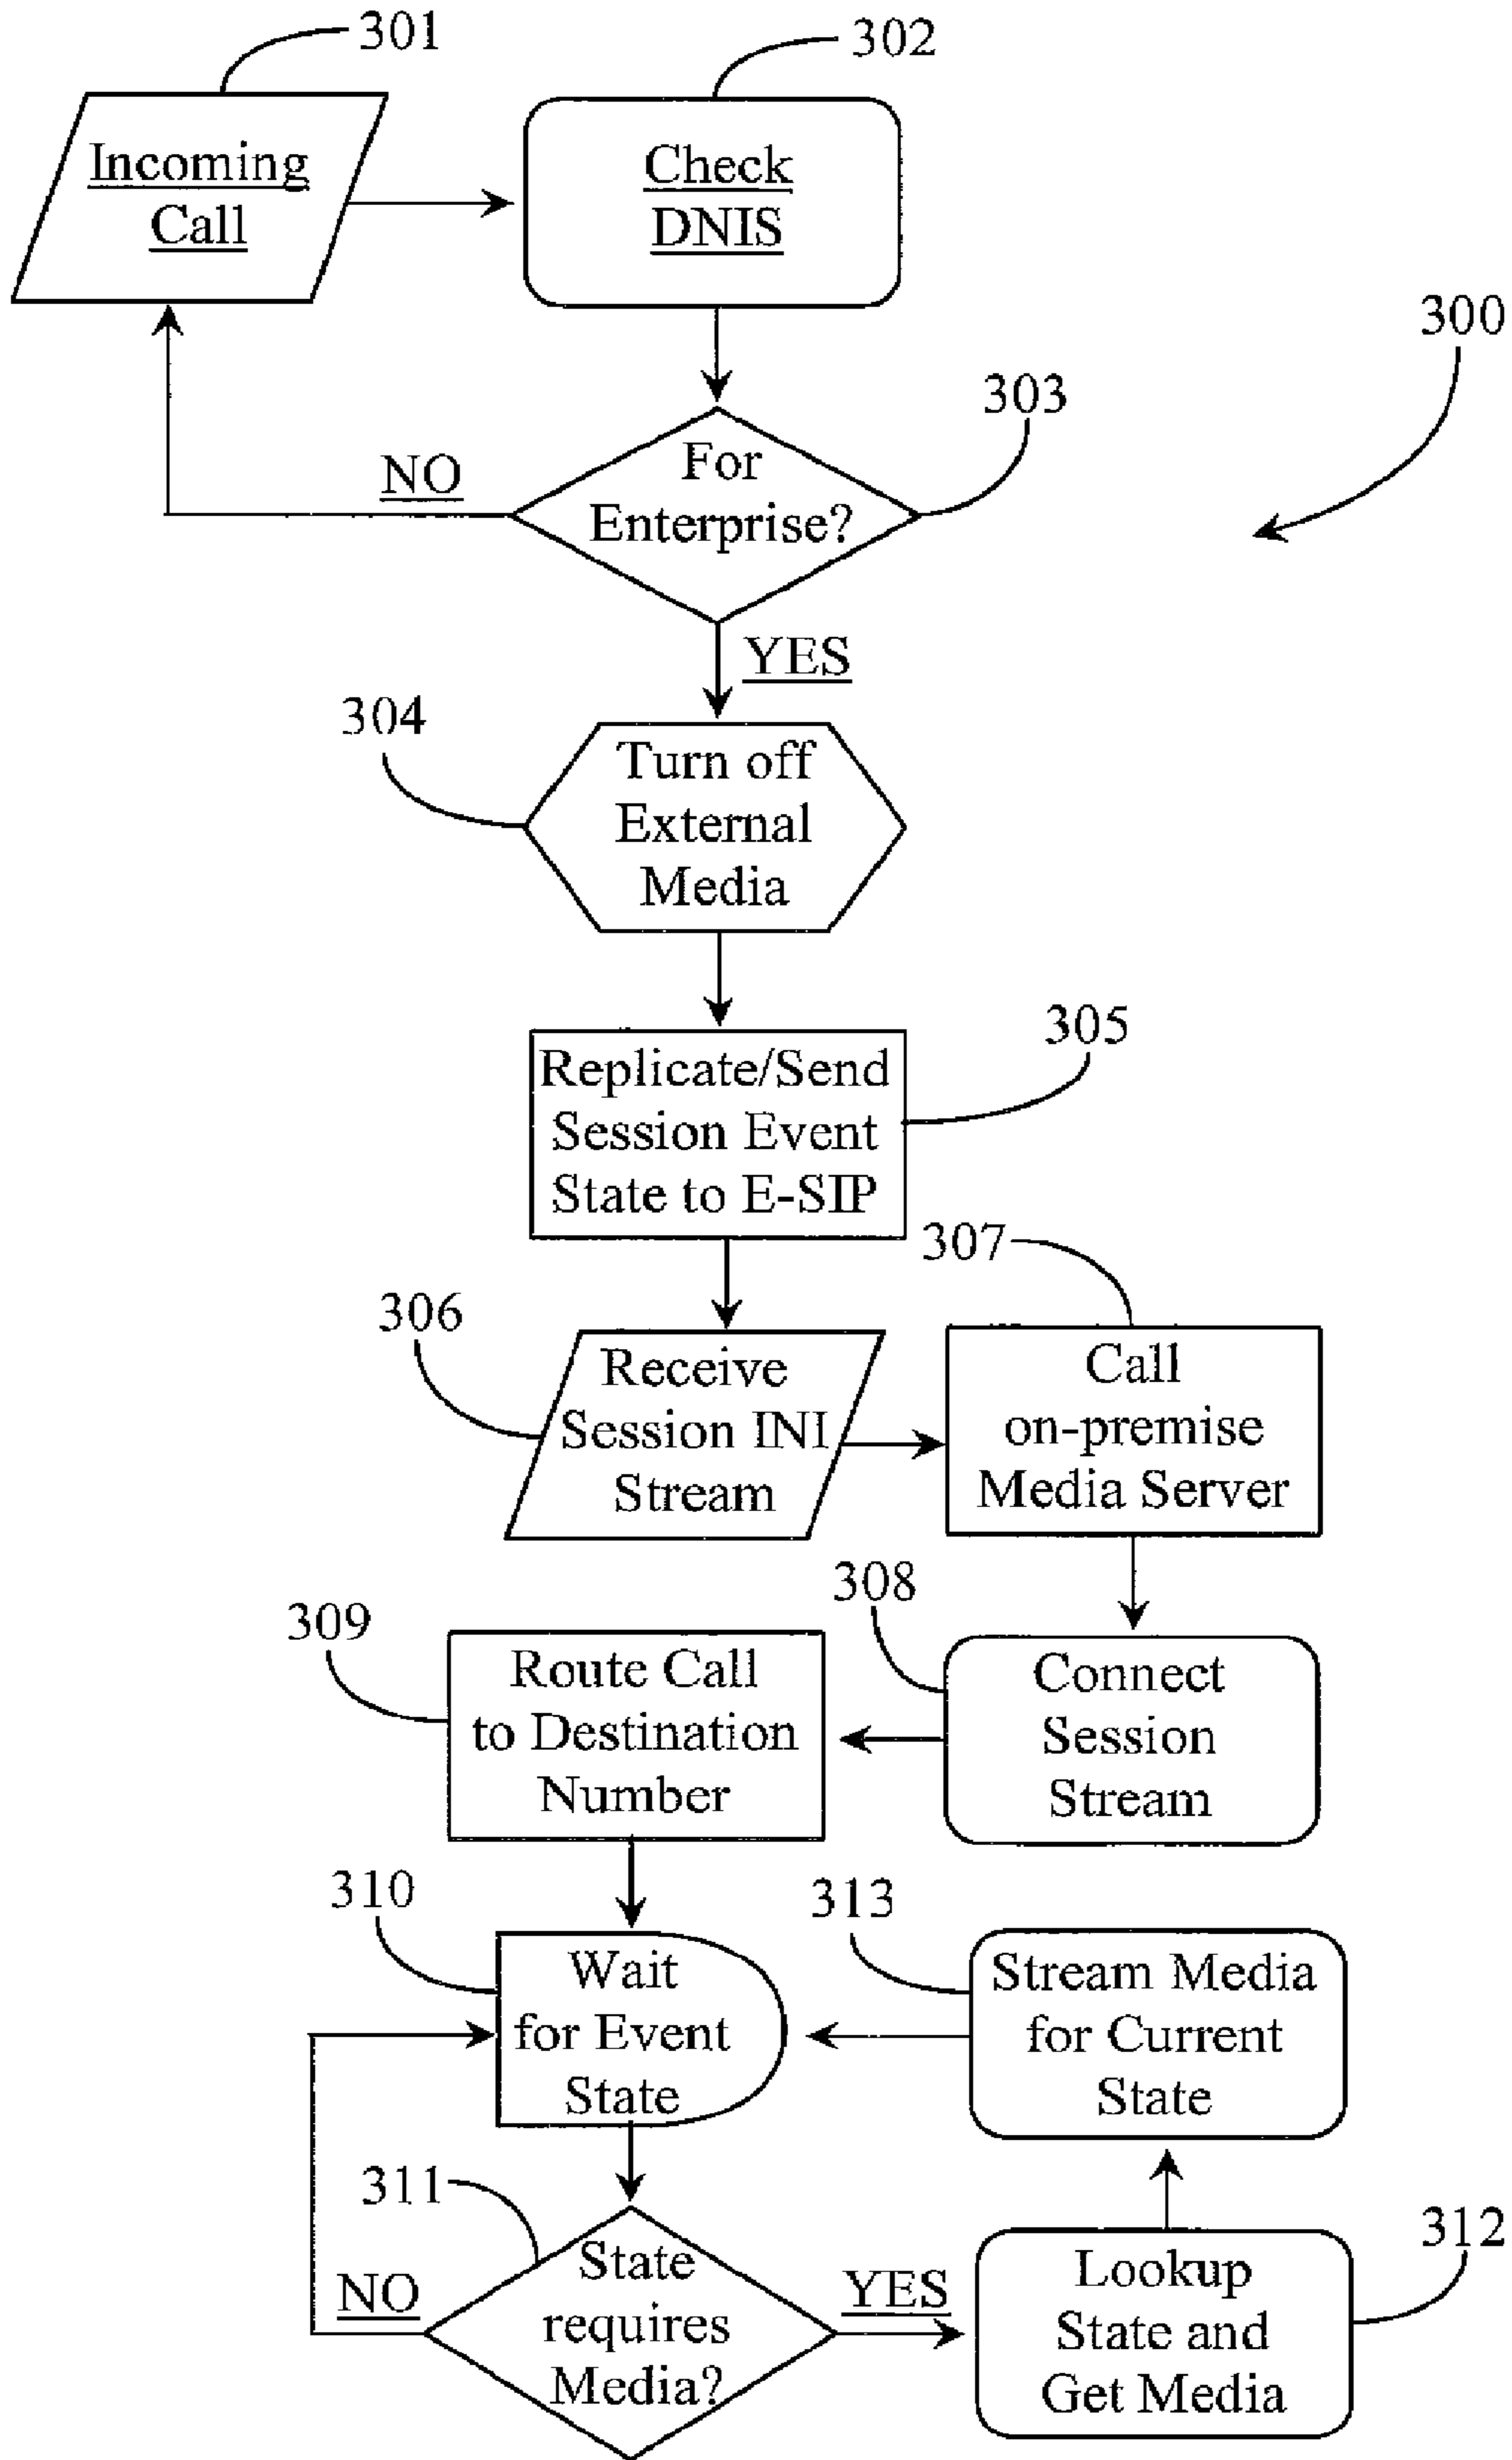 301
302
Incoming
Call
Check
DNIS
300
303
For
Enterprise?
NO
YES
304
Turn off
External
Media
305
Replicate/Send
Session Event
State to E-SIP
307
306
Receive
Session INI
Stream
Call
on-premise
Media Server
308
309
Route Call
to Destination
Number
Connect
Session
Stream
310
313
Wait
for Event
State
Stream Media
for Current
State
311
312
State
requires
Media?
NO
YES
Lookup
State and
Get Media